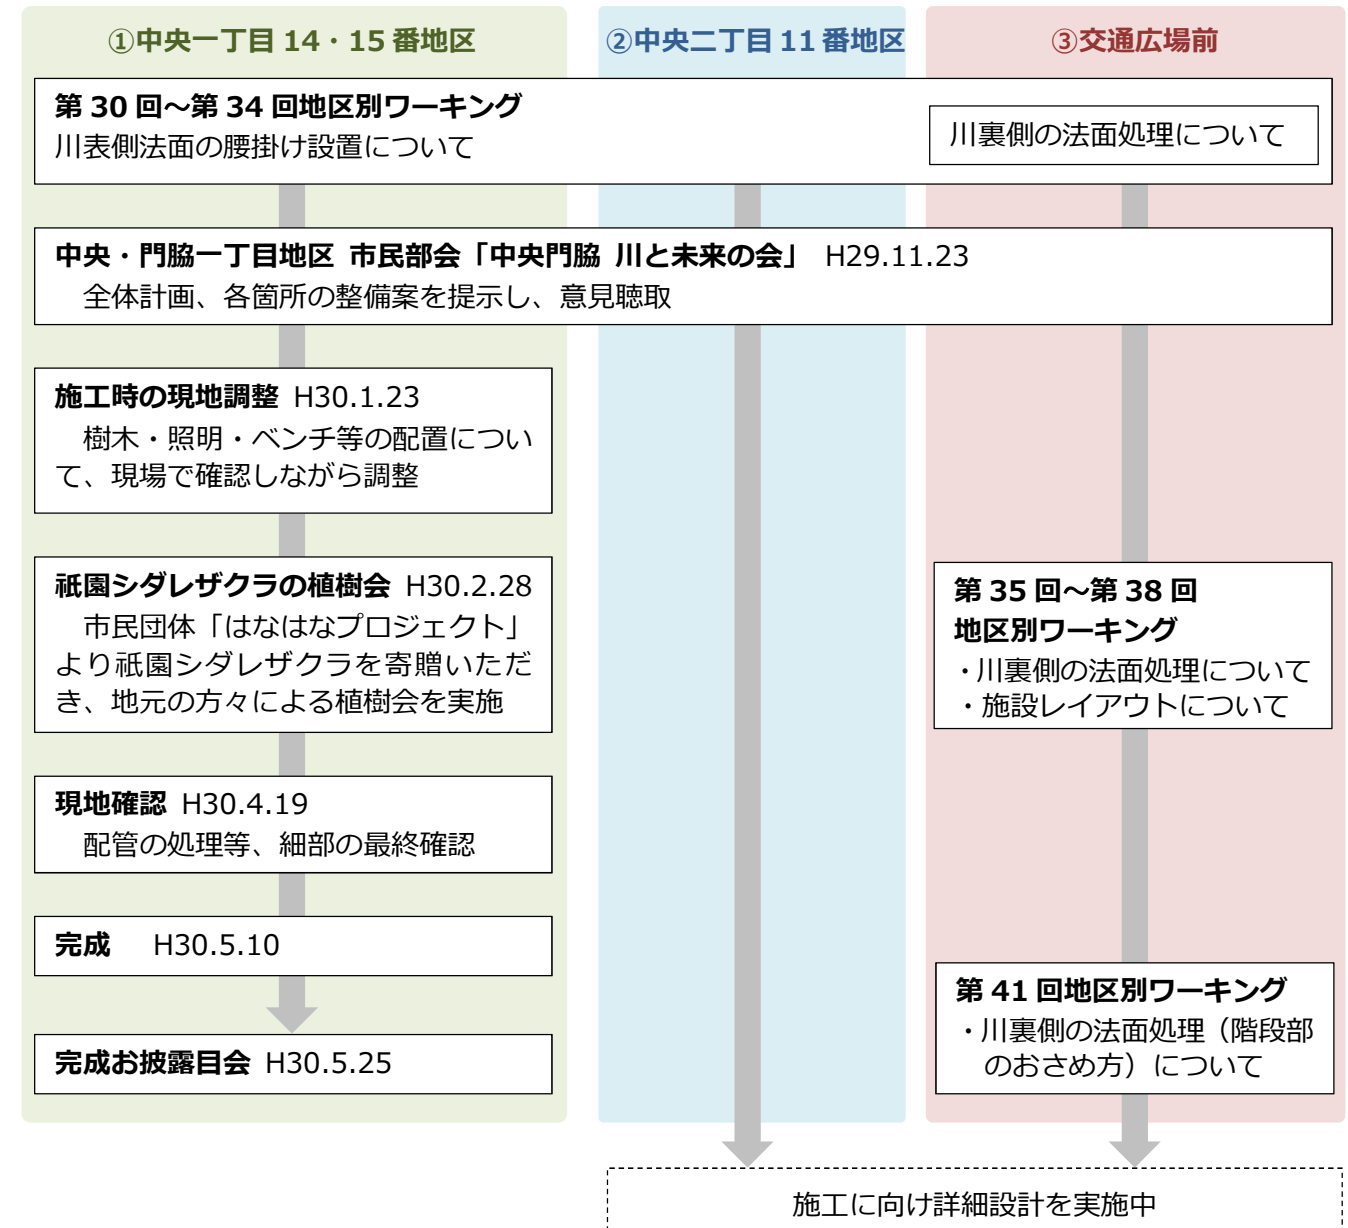 ①中央一丁目 14・15 番地区
②中央二丁目 11 番地区
③交通広場前
第 30 回～第 34 回地区別ワーキング
川表側法面の腰掛け設置について
川裏側の法面処理について
中央・門脇一丁目地区 市民部会「中央門脇 川と未来の会」 H29.11.23
全体計画、各箇所の整備案を提示し、意見聴取
施工時の現地調整 H30.1.23
樹木・照明・ベンチ等の配置につい
て、現場で確認しながら調整
祇園シダレザクラの植樹会 H30.2.28
市民団体「はなはなプロジェクト」
より祇園シダレザクラを寄贈いただ
き、地元の方々による植樹会を実施
第 35 回～第 38 回
地区別ワーキング
・川裏側の法面処理について
・施設レイアウトについて
現地確認 H30.4.19
配管の処理等、細部の最終確認
完成 H30.5.10
第 41 回地区別ワーキング
・川裏側の法面処理（階段部
のおさめ方）について
完成お披露目会 H30.5.25
施工に向け詳細設計を実施中